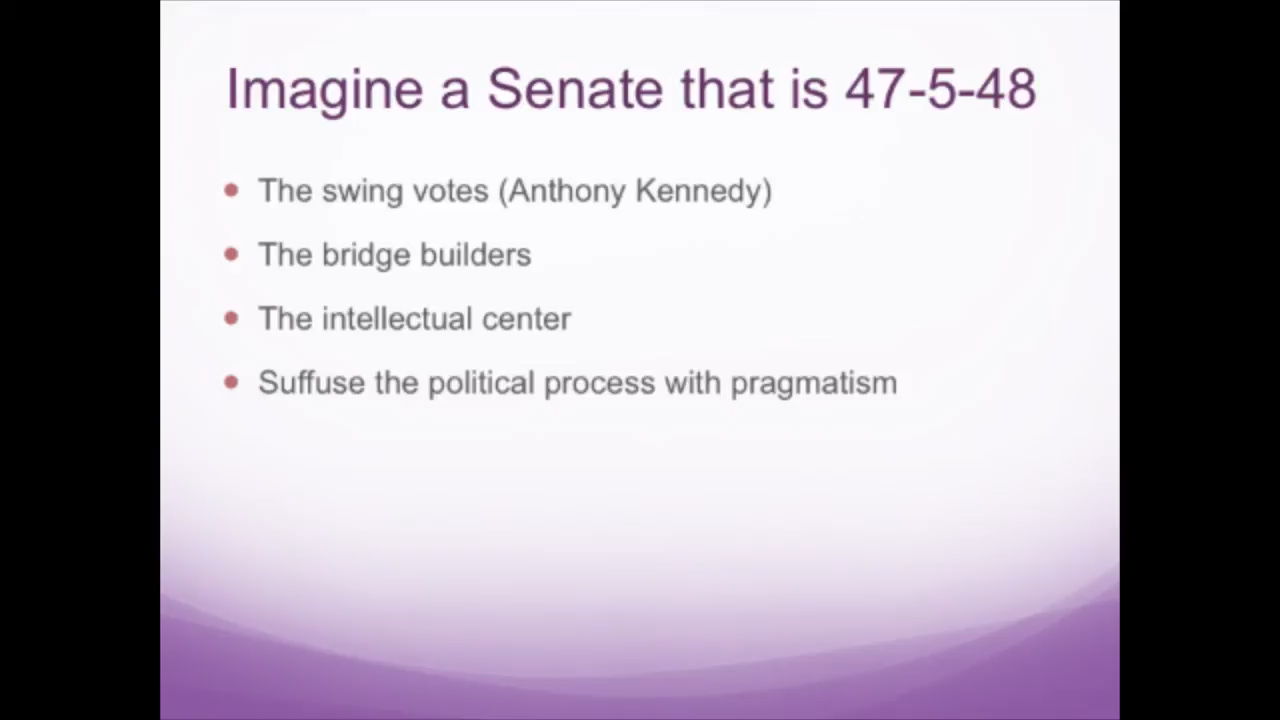 Imagine a Senate that is 47-5-48
The swing votes (Anthony Kennedy)
The bridge builders
The intellectual center
Suffuse the political process with pragmatism